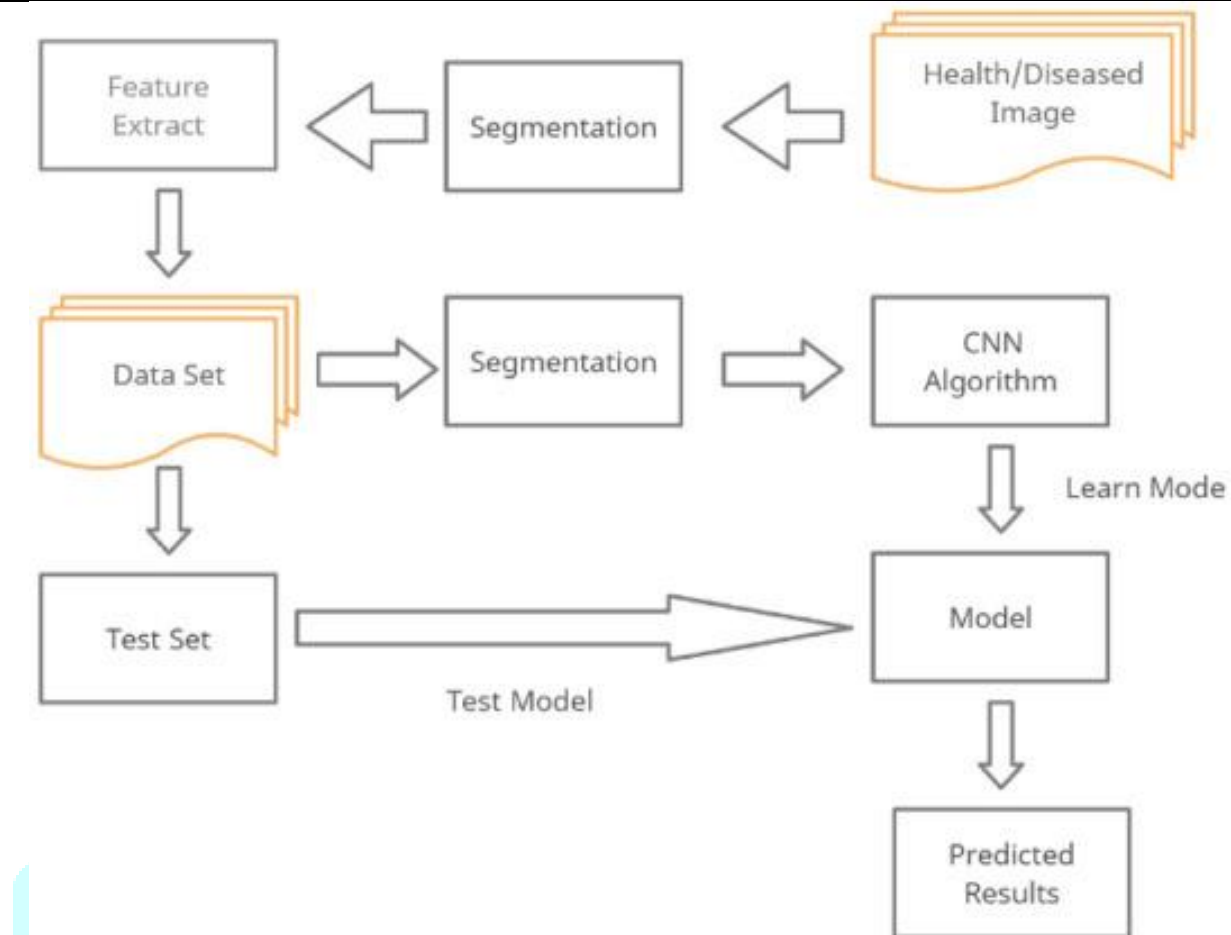 Feature
Extract
Segmentation
Health/Diseased
Image
Data Set
Segmentation
CNN
Algorithm
Learn Mode
Test Set
Model
Test Model
Predicted
Results